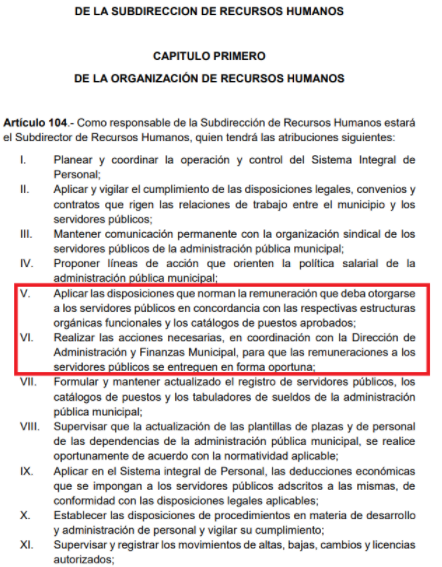 DE LA SUBDIRECCION DE RECURSOS HUMANOS
CAPITULO PRIMERO
DE LA ORGANIZACIÓN DE RECURSOS HUMANOS
Artículo 104.- Como responsable de la Subdirección de Recursos Humanos estará
el Subdirector de Recursos Humanos, quien tendrá las atribuciones siguientes:
I. Planear y coordinar la operación y control del Sistema Integral de
Personal;
II. Aplicar y vigilar el cumplimiento de las disposiciones legales, convenios y
contratos que rigen las relaciones de trabajo entre el municipio y los
servidores públicos;
III. Mantener comunicación permanente con la organización sindical de los
servidores públicos de la administración pública municipal;
IV. Proponer líneas de acción que orienten la política salarial de la
administración pública municipal;
V. Aplicar las disposiciones que norman la remuneración que deba otorgarse
a los servidores públicos en concordancia con las respectivas estructuras
orgánicas funcionales y los catálogos de puestos aprobados;
VI. Realizar las acciones necesarias, en coordinación con la Dirección de
Administración y Finanzas Municipal, para que las remuneraciones a los
servidores públicos se entreguen en forma oportuna;
VII. Formular y mantener actualizado el registro de servidores públicos, los
catálogos de puestos y los tabuladores de sueldos de la administración
pública municipal;
VIII. Supervisar que la actualización de las plantillas de plazas y de personal
de las dependencias de la administración pública municipal, se realice
oportunamente de acuerdo con la normatividad aplicable;
IX. Aplicar en el Sistema integral de Personal, las deducciones económicas
que se impongan a los servidores públicos adscritos a las mismas, de
conformidad con las disposiciones legales aplicables;
X. Establecer las disposiciones de procedimientos en materia de desarrollo
y administración de personal y vigilar su cumplimiento;
XI. Supervisar y registrar los movimientos de altas, bajas, cambios y licencias
autorizados;